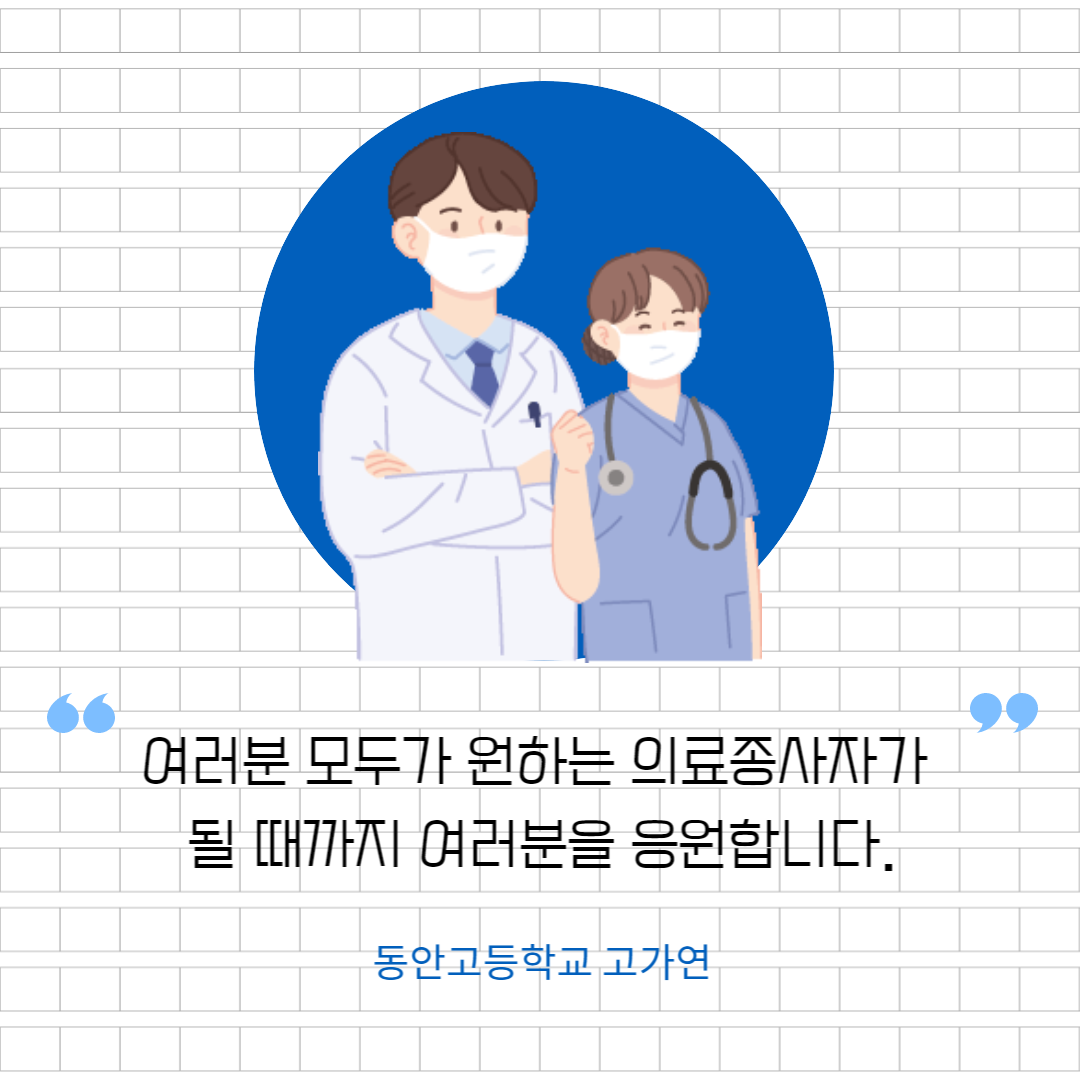 “ ”
여러분 모두가 원하는 의료종사자가
될 때까지 여러분을 응원합니다.
동안고등학교 고가연